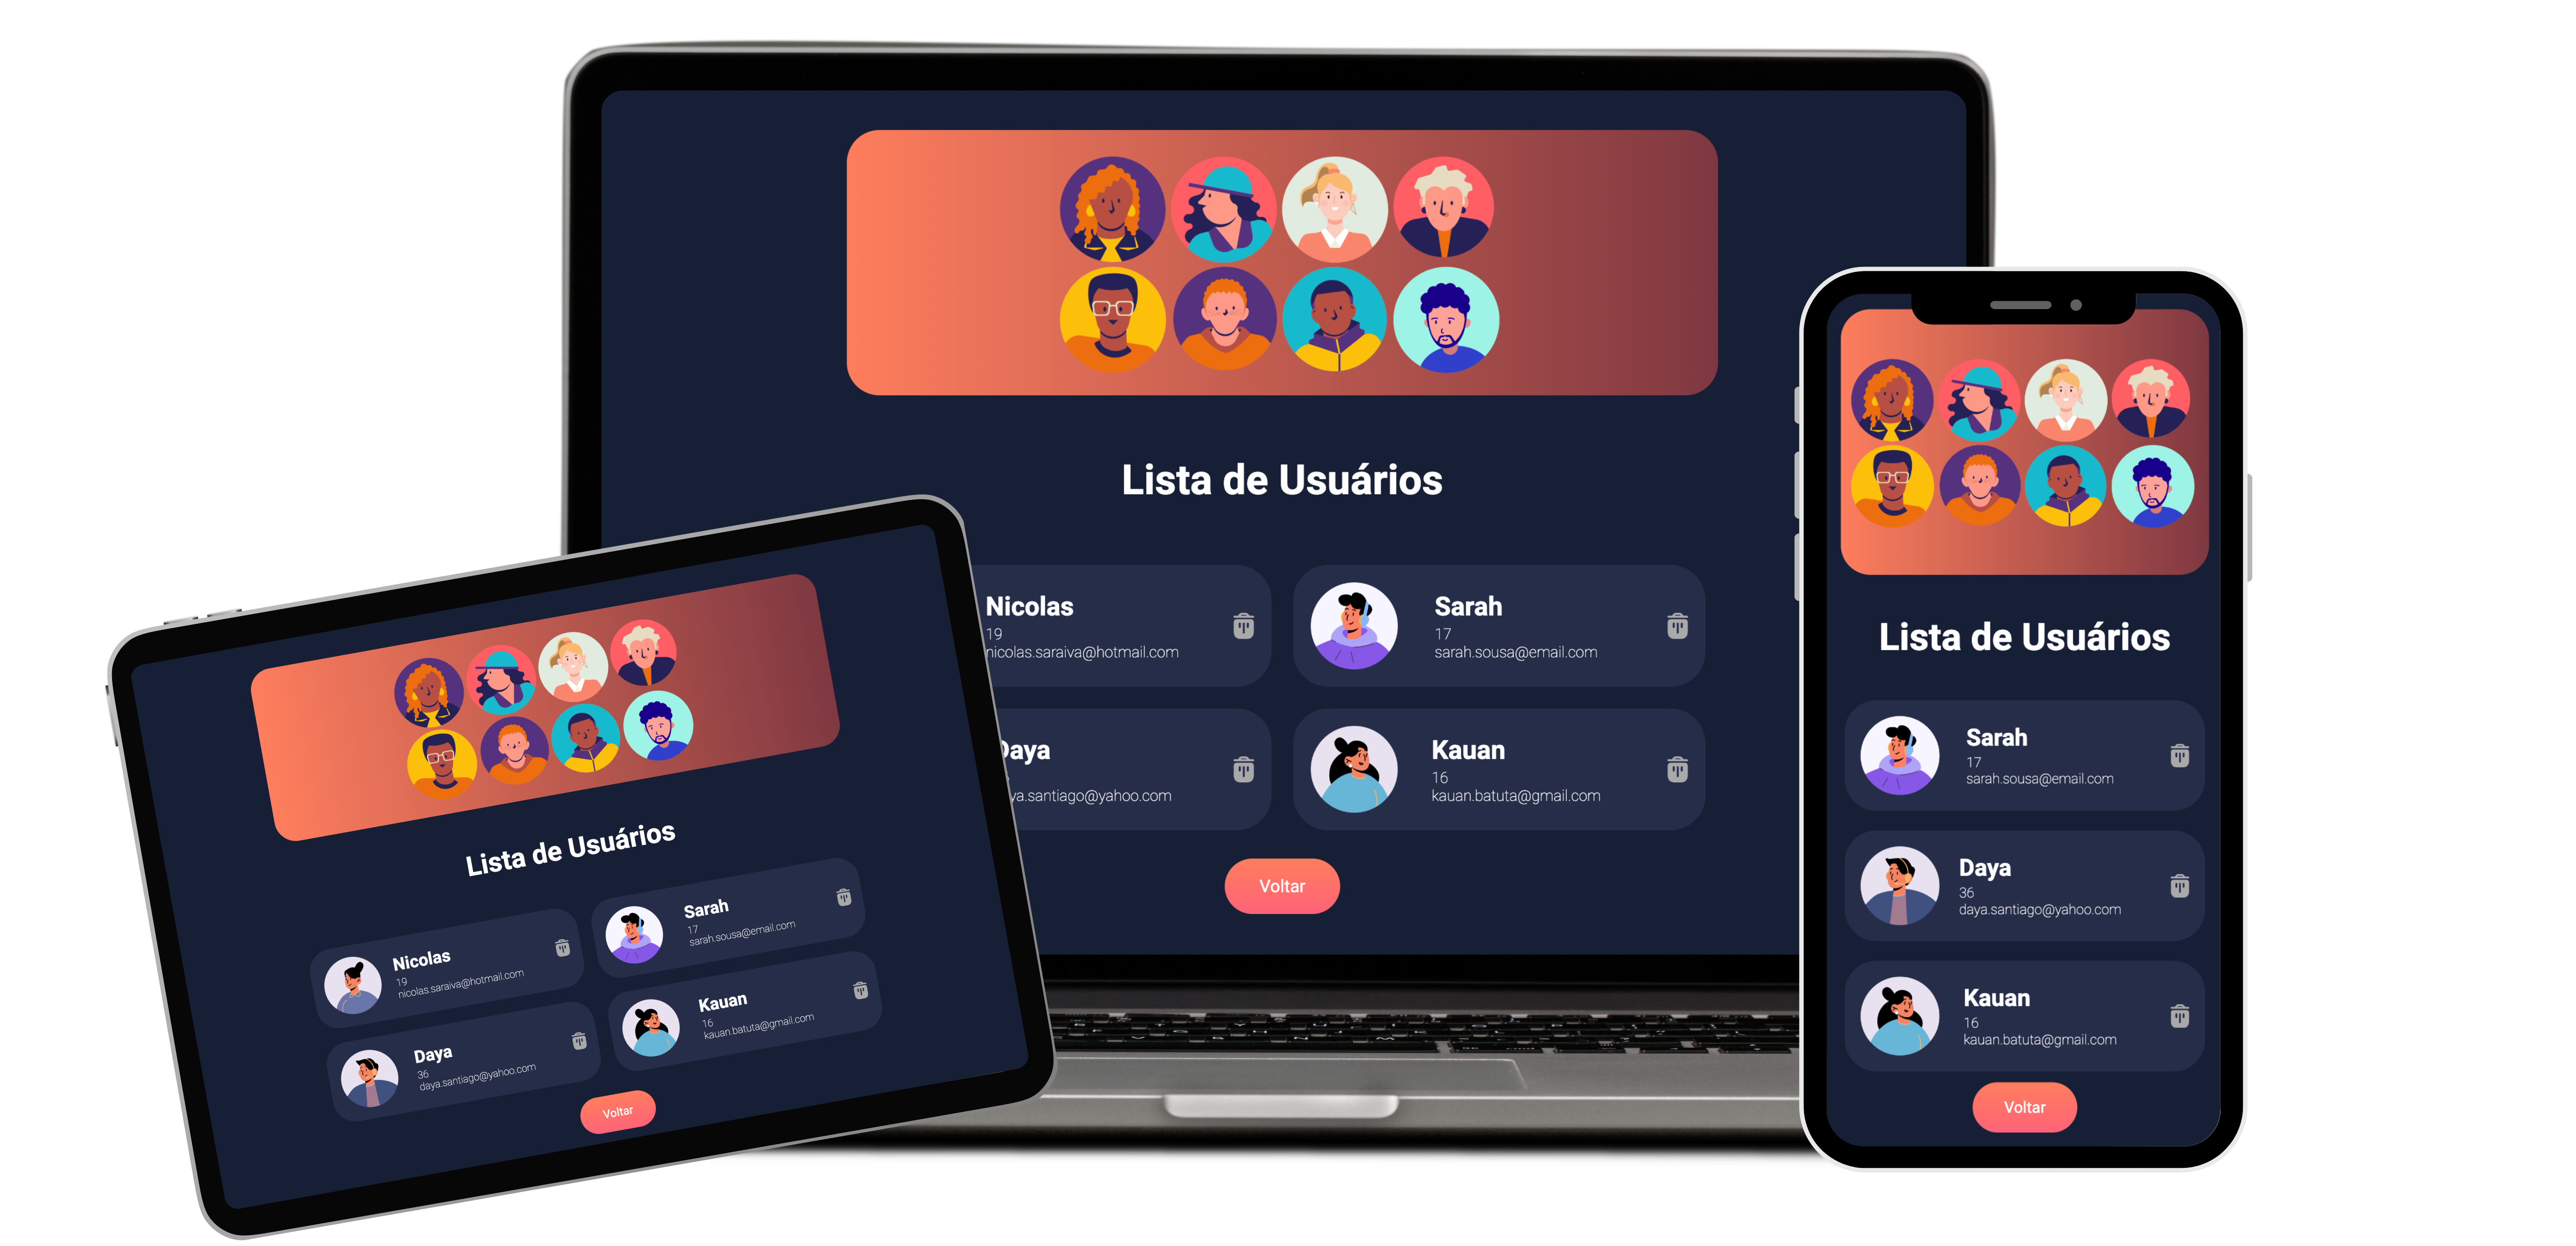 Lista de Usuários
Nicolas
19
nicolas.saraiva@hotmail.com
Sarah
17
sarah.sousa@email.com
Daya
ya.santiago@yahoo.com
Kauan
16
kauan.batuta@gmail.com
Voltar
Lista de Usuários
Nicolas
19
nicolas.saraiva@hotmail.com
Sarah
17
sarah.sousa@email.com
Daya
36
daya.santiago@yahoo.com
Kauan
16
kauan.batuta@gmail.com
Voltar
Lista de Usuários
Sarah
17
sarah.sousa@email.com
Daya
36
daya.santiago@yahoo.com
Kauan
16
kauan.batuta@gmail.com
Voltar